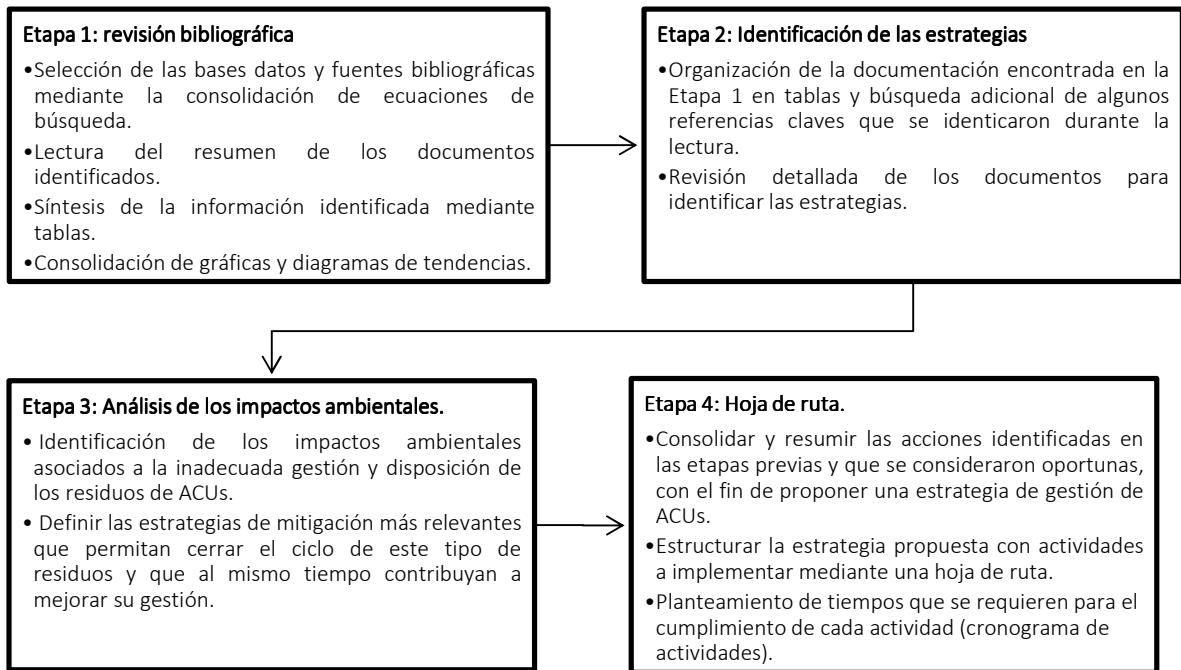 Etapa 1: revisión bibliográfica
•Selección de las bases datos y fuentes bibliográficas
mediante la consolidación de ecuaciones de
búsqueda.
•Lectura del resumen de los documentos
identificados.
•Síntesis de la información identificada mediante
tablas.
•Consolidación de gráficas y diagramas de tendencias.
Etapa 2: Identificación de las estrategias
•Organización de la documentación encontrada en la
Etapa 1 en tablas y búsqueda adicional de algunos
referencias claves que se identicaron durante la
lectura.
•Revisión detallada de los documentos para
identificar las estrategias.
Etapa 3: Análisis de los impactos ambientales.
• Identificación de los impactos ambientales
asociados a la inadecuada gestión y disposición de
los residuos de ACUs.
• Definir las estrategias de mitigación más relevantes
que permitan cerrar el ciclo de este tipo de
residuos y que al mismo tiempo contribuyan a
mejorar su gestión.
Etapa 4: Hoja de ruta.
•Consolidar y resumir las acciones identificadas en
las etapas previas y que se consideraron oportunas,
con el fin de proponer una estrategia de gestión de
ACUs.
•Estructurar la estrategia propuesta con actividades
a implementar mediante una hoja de ruta.
•Planteamiento de tiempos que se requieren para el
cumplimiento de cada actividad (cronograma de
actividades).